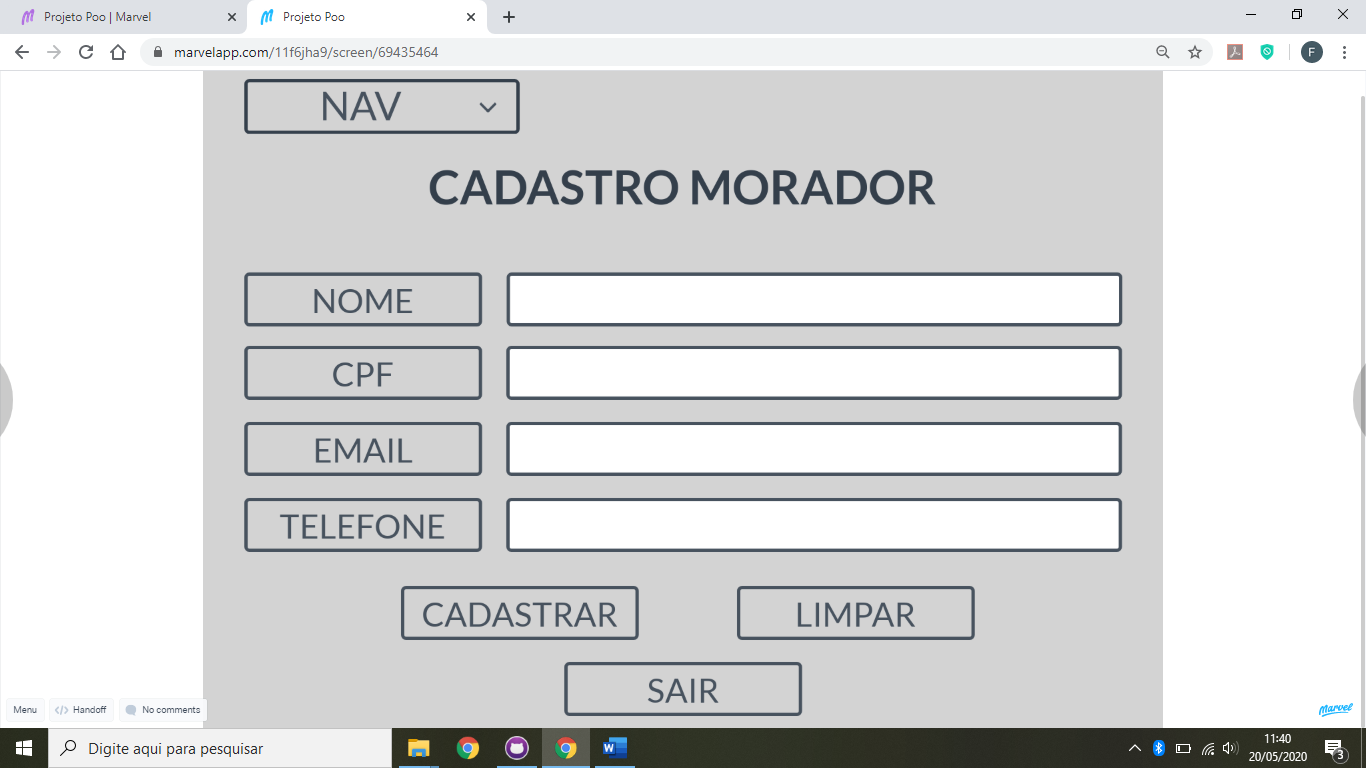 Projeto Poo | Marvel
Projeto Poo
marvelapp.com/11f6jha9/screen/69435464
F
NAV
CADASTRO MORADOR
NOME
CPF
EMAIL
TELEFONE
CADASTRAR
LIMPAR
SAIR
Menu
Handoff
No comments
Marvel
Digite aqui para pesquisar
W
11:40
20/05/2020
3